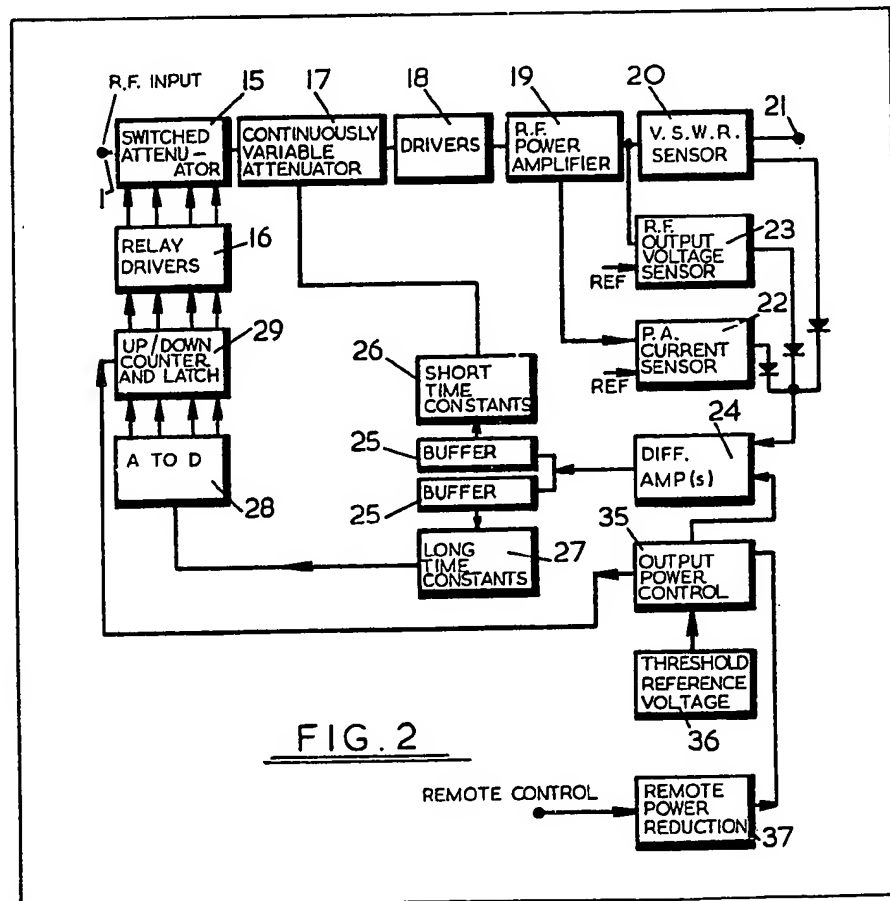 R.F. INPUT
15
17
18
19
20
21
SWITCHED
ATTENU-
ATOR
CONTINUOUSLY
VARIABLE
ATTENUATOR
DRIVERS
R.F.
POWER
AMPLIFIER
V.S.W.R.
SENSOR
1
RELAY
DRIVERS
16
R.F.
OUTPUT
VOLTAGE
SENSOR
23
REF
22
UP/DOWN
COUNTER
AND LATCH
29
26
SHORT
TIME
CONSTANTS
P.A.
CURRENT
SENSOR
REF
24
25
BUFFER
DIFF.
AMP(s)
A TO D
28
25
BUFFER
35
LONG
TIME
CONSTANTS
27
OUTPUT
POWER
CONTROL
THRESHOLD
REFERENCE
VOLTAGE
36
FIG. 2
REMOTE CONTROL
REMOTE
POWER
REDUCTION
37